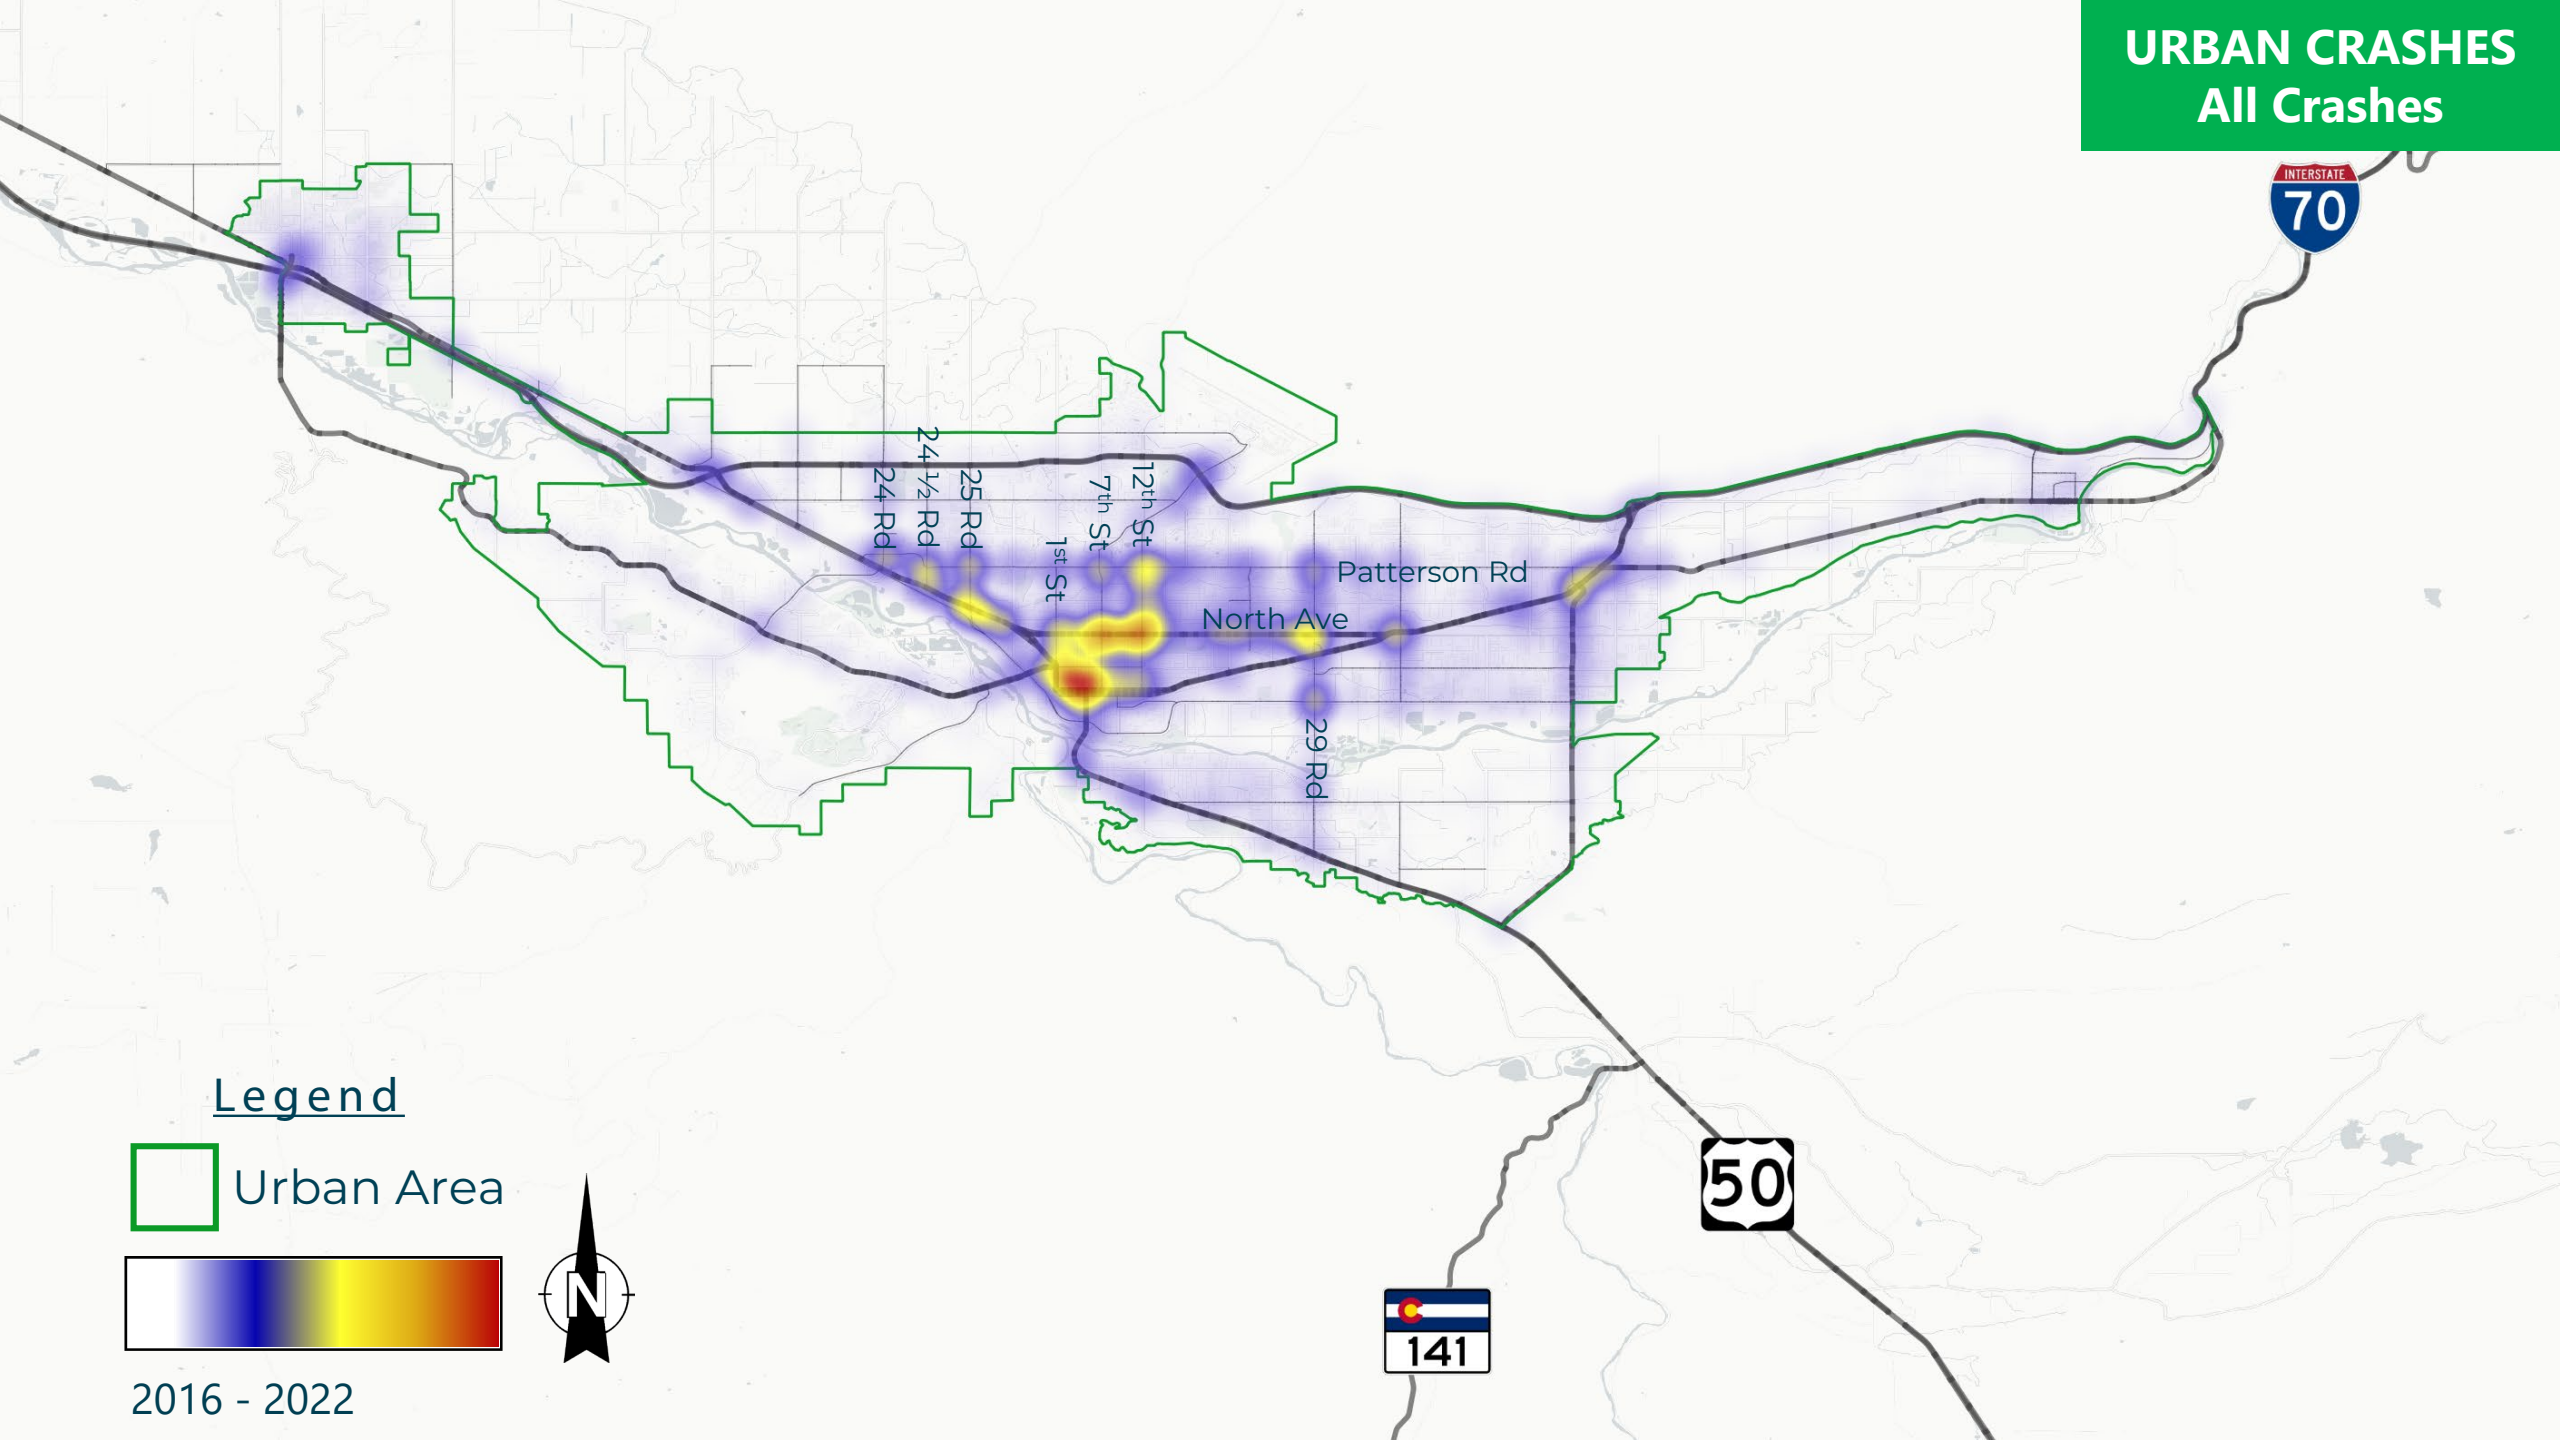 URBAN CRASHES
All Crashes
INTERSTATE
70
24 Rd
24 ½ Rd
25 Rd
1st St
7th St
12th St
Patterson Rd
North Ave
29 Rd
Legend
Urban Area
N
2016 - 2022
50
141